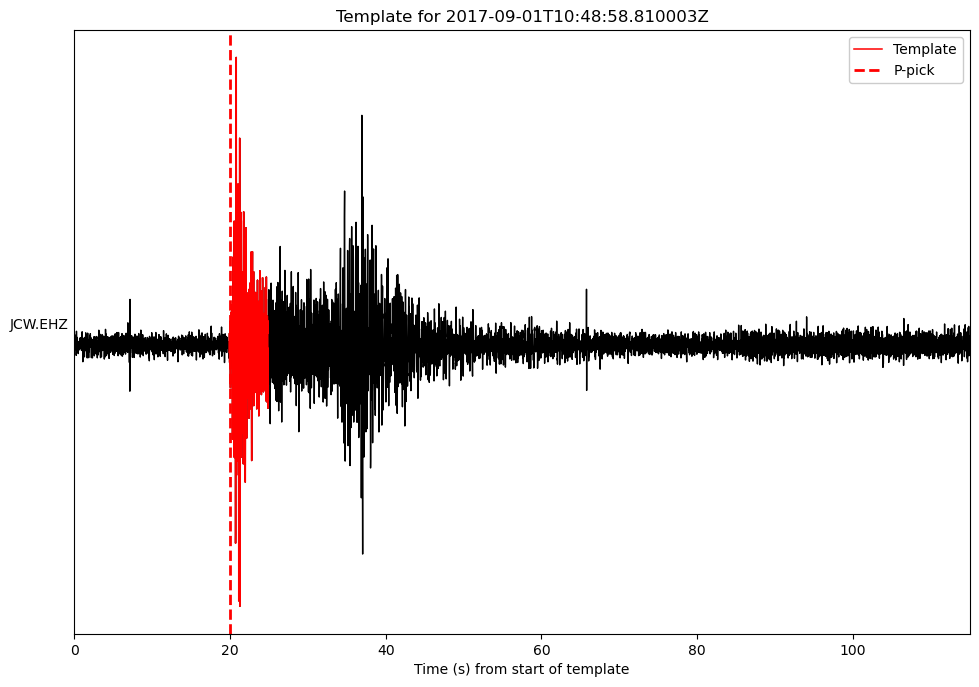 Template for 2017-09-01T10:48:58.810003Z
Template
P-pick
JCW.EHZ
0 20 40 60 80 100
Time (s) from start of template